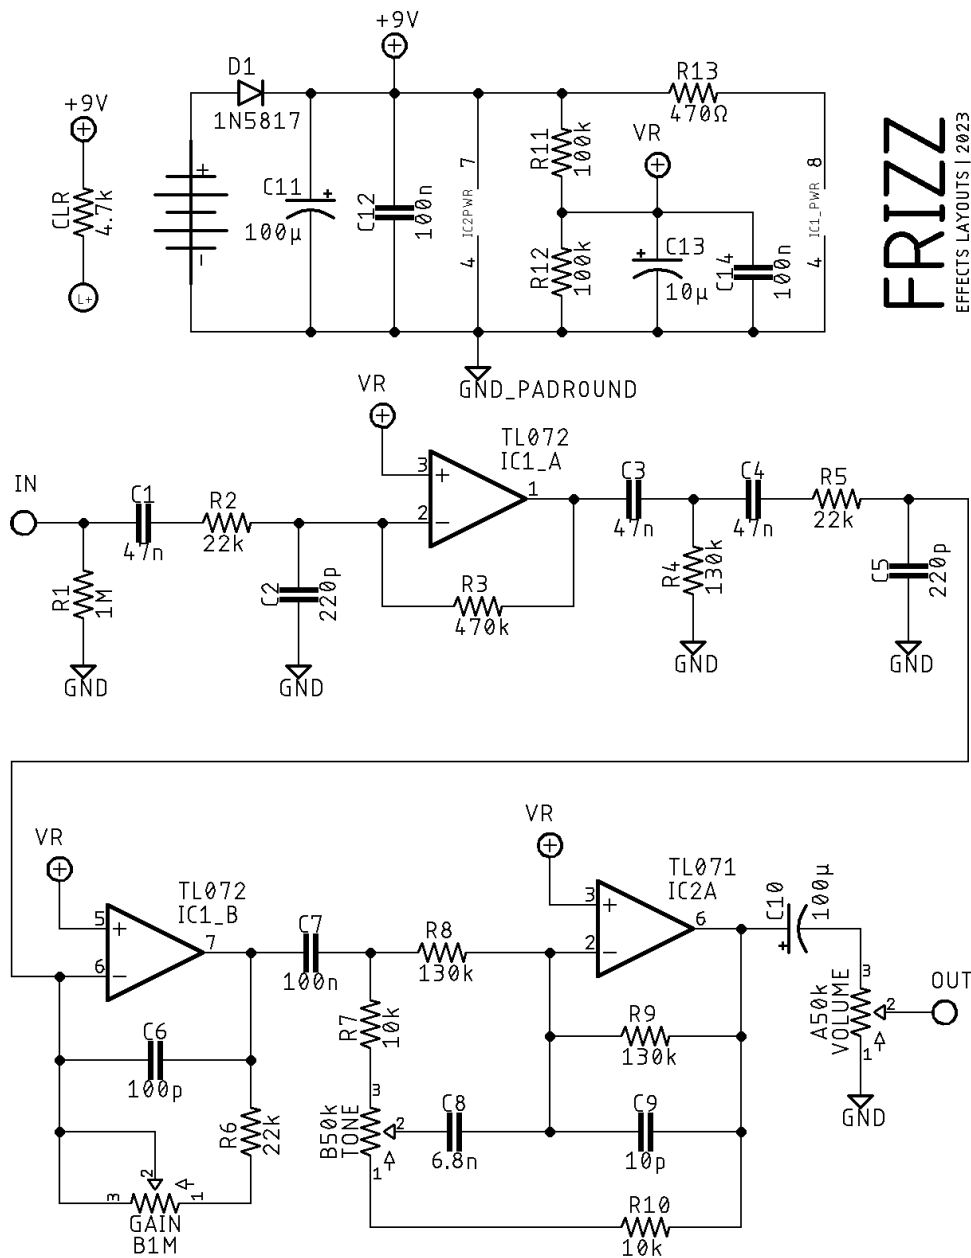 +9V
D1
1N5817
+9V
CLR
4.7k
L+
+
-
C11
+
100µ
C12
100n
7
IC2PWR
4
R11
100k
R12
100k
VR
R13
470Ω
+
C13
10µ
C14
100n
8
IC1_PWR
4
FRIZZ
EFFECTS LAYOUTS | 2023
GND_PADROUND
VR
TL072
IC1_A
3
+
2
-
1
IN
C1
47n
R2
22k
R1
1M
GND
C2
220p
GND
R3
470k
C3
47n
C4
47n
R5
22k
R4
130k
GND
C5
220p
GND
VR
TL072
IC1_B
5
+
6
-
7
C6
100p
R6
22k
2
3
1
GAIN
B1M
C7
100n
R8
130k
R7
10k
3
B50k
TONE
2
1
C8
6.8n
VR
TL071
IC2A
3
+
2
-
6
R9
130k
C9
10p
R10
10k
C10
100µ
+
3
A50k
VOLUME
2
1
OUT
GND